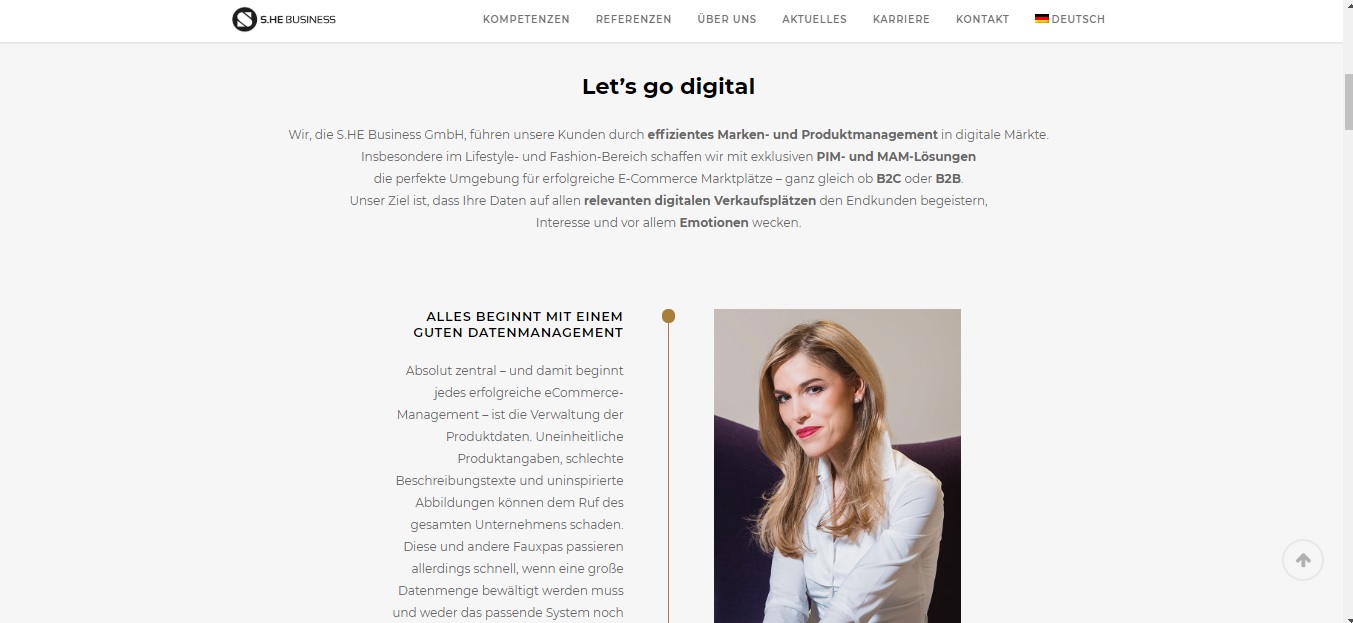 S.HE BUSINESS
KOMPETENZEN REFERENZEN ÜBER UNS AKTUELLES KARRIERE KONTAKT DEUTSCH
Let’s go digital
Wir, die S.HE Business GmbH, führen unsere Kunden durch effizientes Marken- und Produktmanagement in digitale Märkte.
Insbesondere im Lifestyle- und Fashion-Bereich schaffen wir mit exklusiven PIM- und MAM-Lösungen
die perfekte Umgebung für erfolgreiche E-Commerce Marktplätze – ganz gleich ob B2C oder B2B.
Unser Ziel ist, dass Ihre Daten auf allen relevanten digitalen Verkaufsplätzen den Endkunden begeistern,
Interesse und vor allem Emotionen wecken.
ALLES BEGINNT MIT EINEM
GUTEN DATENMANAGEMENT
Absolut zentral – und damit beginnt
jedes erfolgreiche eCommerce-
Management – ist die Verwaltung der
Produktdaten. Uneinheitliche
Produktangaben, schlechte
Beschreibungstexte und uninspirierte
Abbildungen können dem Ruf des
gesamten Unternehmens schaden.
Diese und andere Fauxpas passieren
allerdings schnell, wenn eine große
Datenmenge bewältigt werden muss
und weder das passende System noch